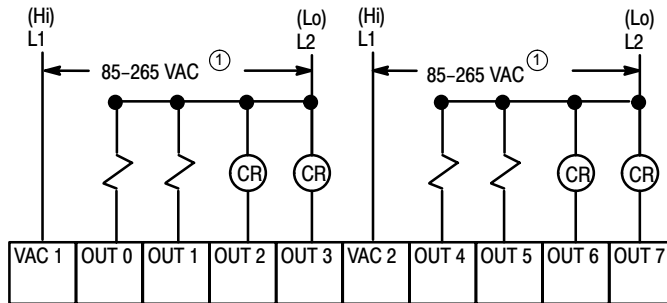 (Hi) (Lo) (Hi) (Lo)
L1 L2 L1 L2
85–265 VAC ① 85–265 VAC ①
CR CR CR CR
VAC 1 OUT 0 OUT 1 OUT 2 OUT 3 VAC 2 OUT 4 OUT 5 OUT 6 OUT 7